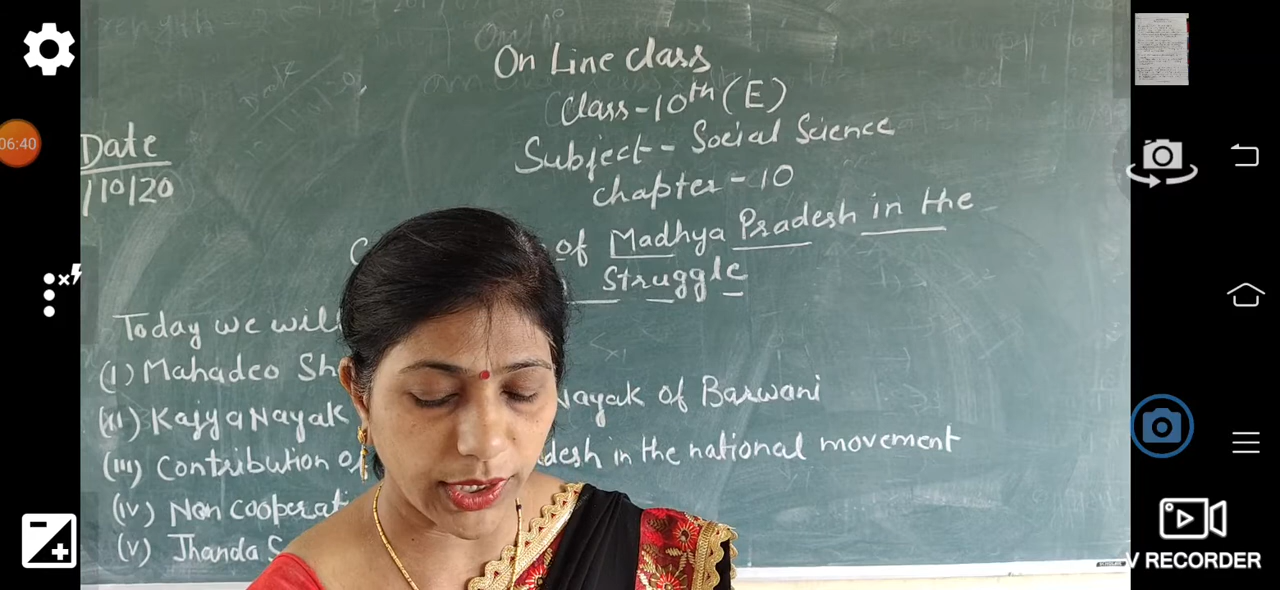 On Line Class
Class-10th (E)
Subject- Social Science
Chapter-10
of Madhya Pradesh in the
Struggle
Date
/10/20
Today we will
(I) Mahadeo Sh
(II) Kajya Nayak Nayak of Barwani
(III) Contribution of desh in the national movement
(IV) Non cooperati
(V) Jhanda S
06:40
V RECORDER